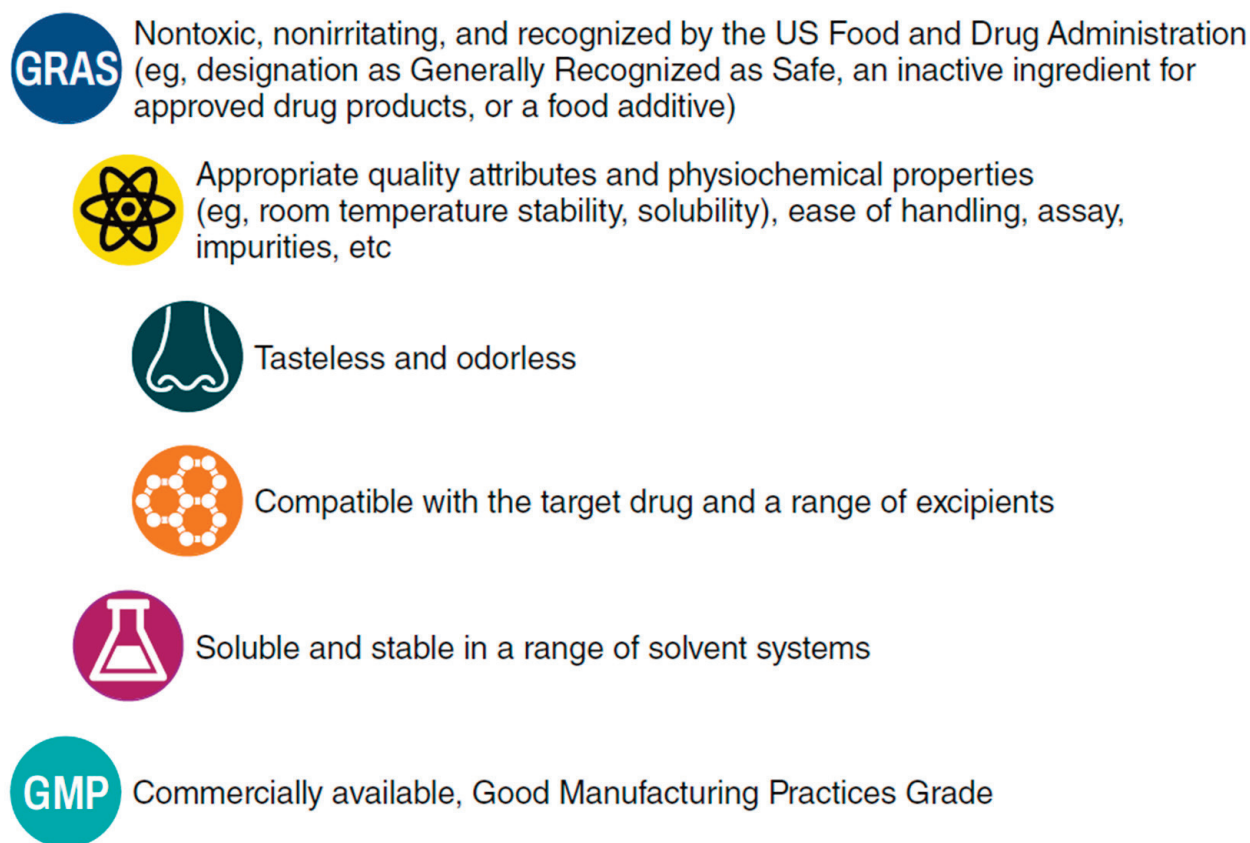 GRAS
Nontoxic, nonirritating, and recognized by the US Food and Drug Administration
(eg, designation as Generally Recognized as Safe, an inactive ingredient for
approved drug products, or a food additive)
Appropriate quality attributes and physiochemical properties
(eg, room temperature stability, solubility), ease of handling, assay,
impurities, etc
Tasteless and odorless
Compatible with the target drug and a range of excipients
Soluble and stable in a range of solvent systems
GMP
Commercially available, Good Manufacturing Practices Grade